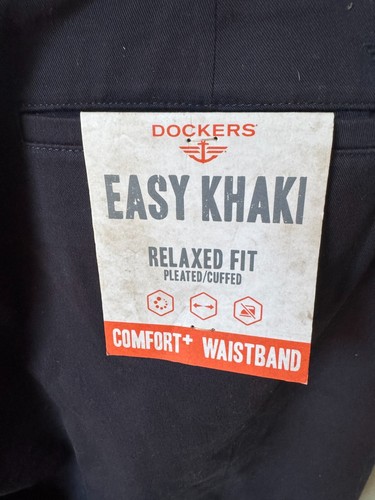 DOCKERS®
EASY KHAKI
RELAXED FIT
PLEATED/CUFFED
COMFORT+ WAISTBAND